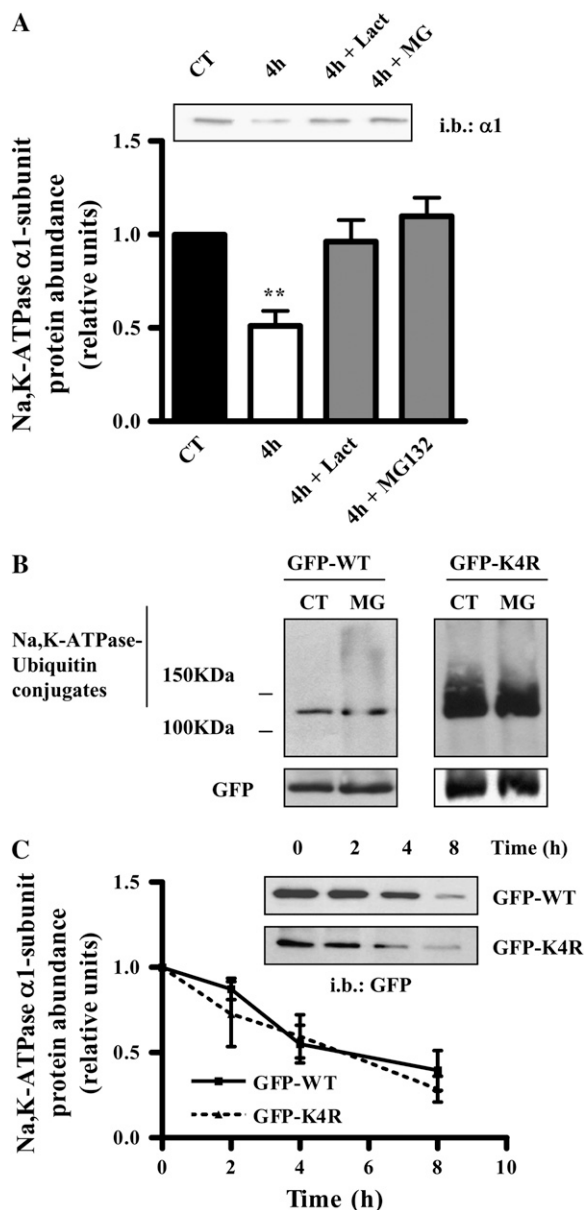 A
CT
4h
4h + Lact
4h + MG
i.b.: α1
Na,K-ATPase α1-subunit
protein abundance
(relative units)
1.5
1.0
0.5
0.0
**
CT
4h
4h + Lact
4h + MG132
B
GFP-WT
GFP-K4R
CT
MG
CT
MG
Na,K-ATPase-
Ubiquitin
conjugates
150KDa
100KDa
GFP
C
0
2
4
8
Time (h)
GFP-WT
GFP-K4R
i.b.: GFP
Na,K-ATPase α1-subunit
protein abundance
(relative units)
1.5
1.0
0.5
0.0
GFP-WT
GFP-K4R
0
2
4
6
8
10
Time (h)